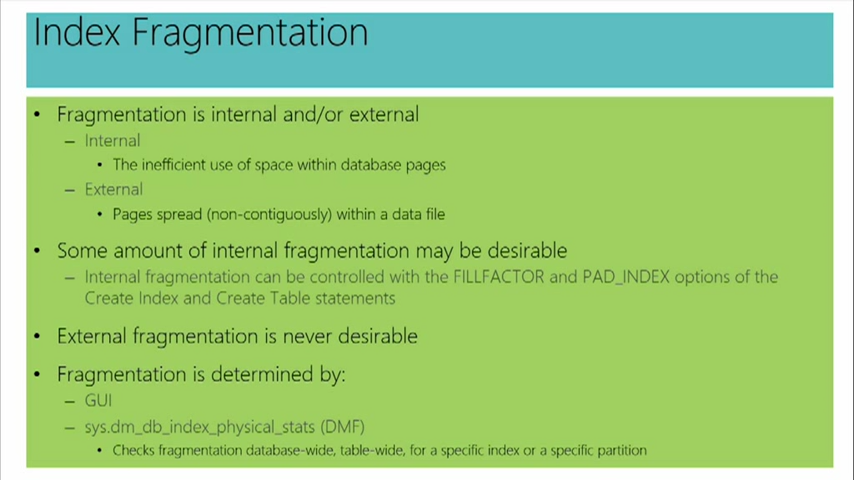 Index Fragmentation
• Fragmentation is internal and/or external
– Internal
• The inefficient use of space within database pages
– External
• Pages spread (non-contiguously) within a data file
• Some amount of internal fragmentation may be desirable
– Internal fragmentation can be controlled with the FILLFACTOR and PAD_INDEX options of the
Create Index and Create Table statements
• External fragmentation is never desirable
• Fragmentation is determined by:
– GUI
– sys.dm_db_index_physical_stats (DMF)
• Checks fragmentation database-wide, table-wide, for a specific index or a specific partition